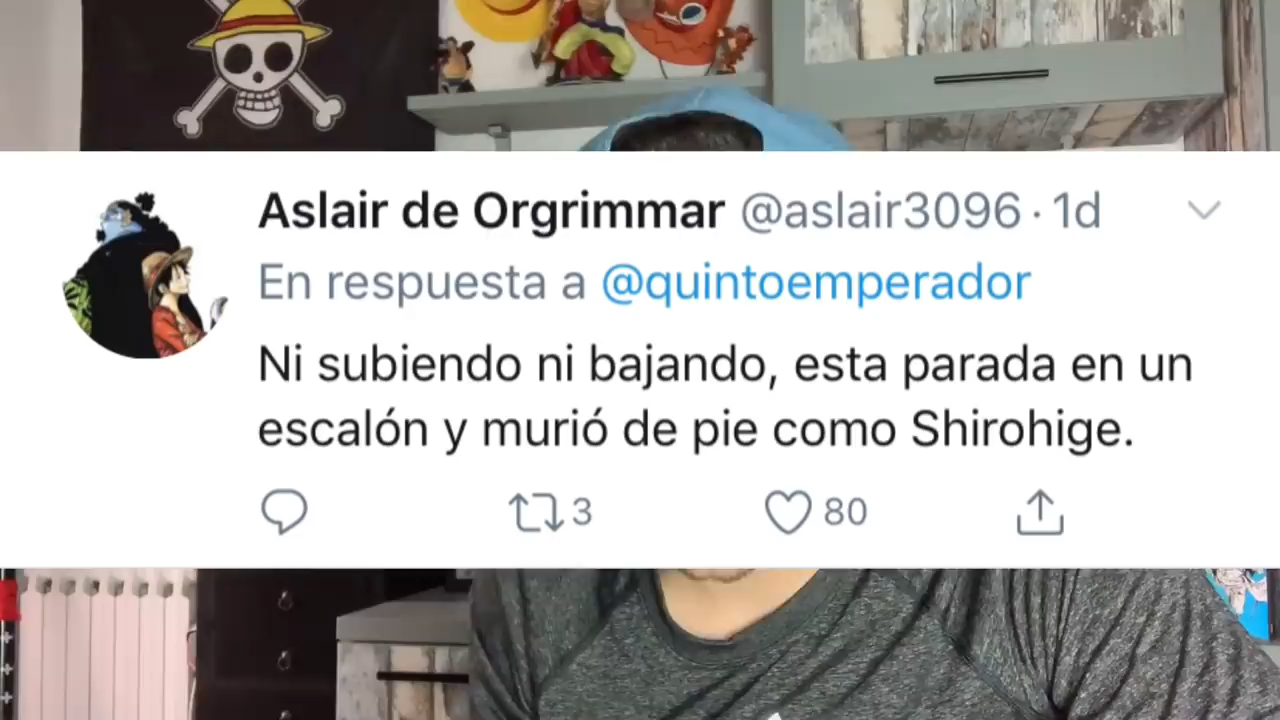 Aslair de Orgrimmar @aslair3096 · 1d
En respuesta a @quintoemperador
Ni subiendo ni bajando, esta parada en un
escalón y murió de pie como Shirohige.
3 80